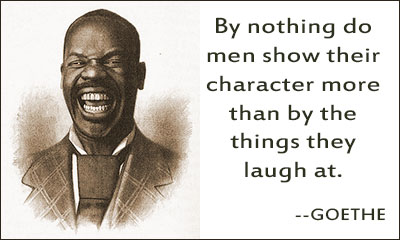 By nothing do
men show their
character more
than by the
things they
laugh at.
--GOETHE